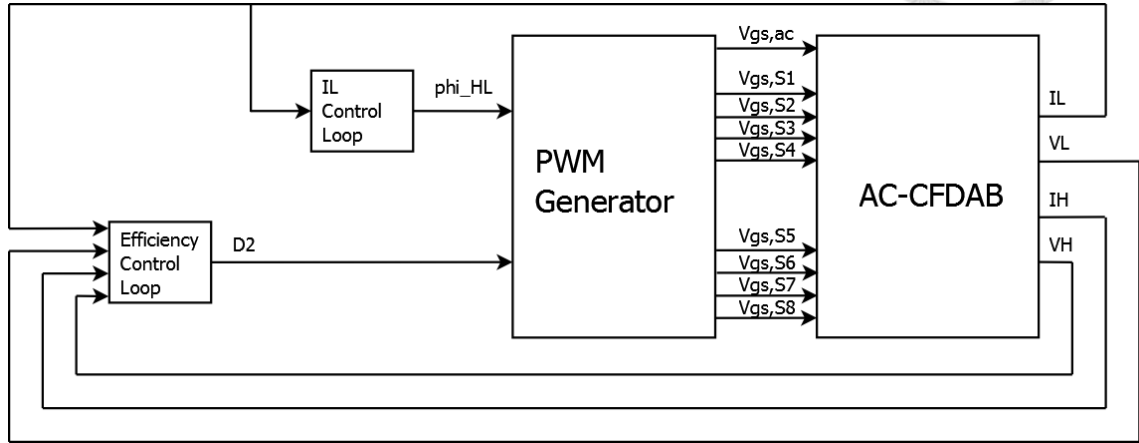 Vgs,ac
IL
Control
Loop
phi_HL
Vgs,S1
Vgs,S2
Vgs,S3
Vgs,S4
PWM
Generator
AC-CFDAB
IL
VL
IH
VH
Efficiency
Control
Loop
D2
Vgs,S5
Vgs,S6
Vgs,S7
Vgs,S8